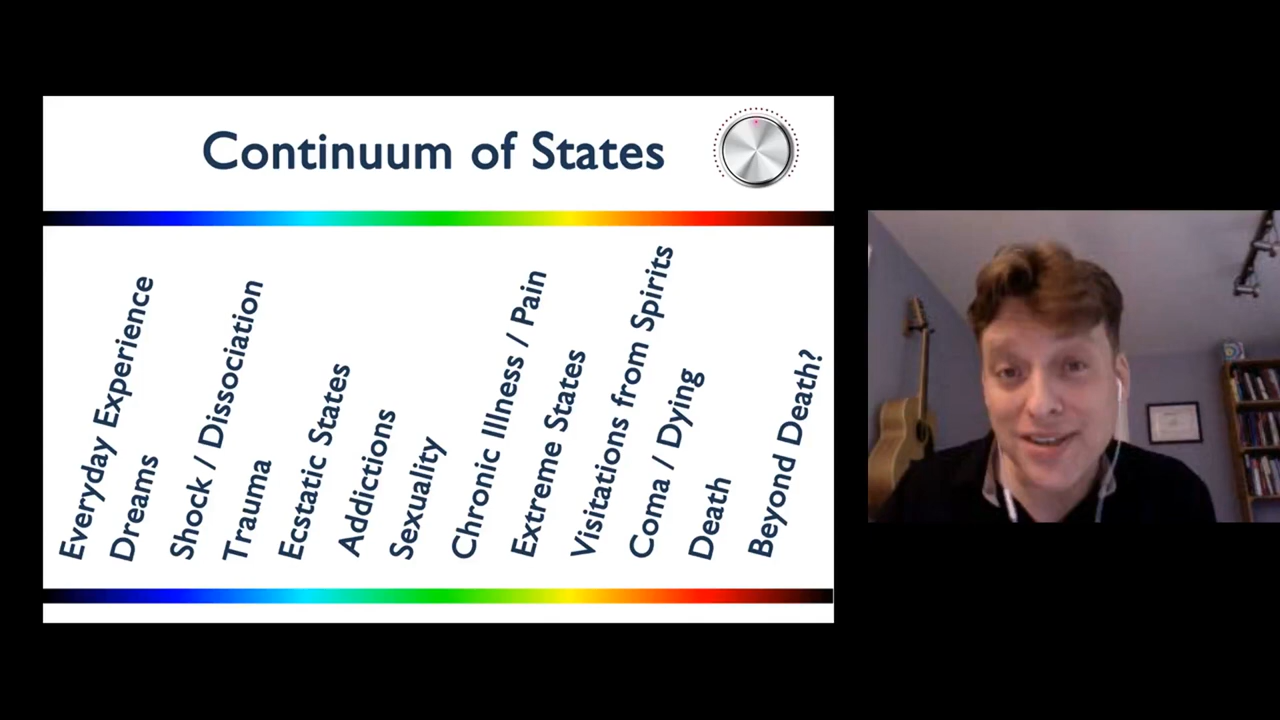 Continuum of States
Everyday Experience
Dreams
Shock / Dissociation
Trauma
Ecstatic States
Addictions
Sexuality
Chronic Illness / Pain
Extreme States
Visitations from Spirits
Coma / Dying
Death
Beyond Death?